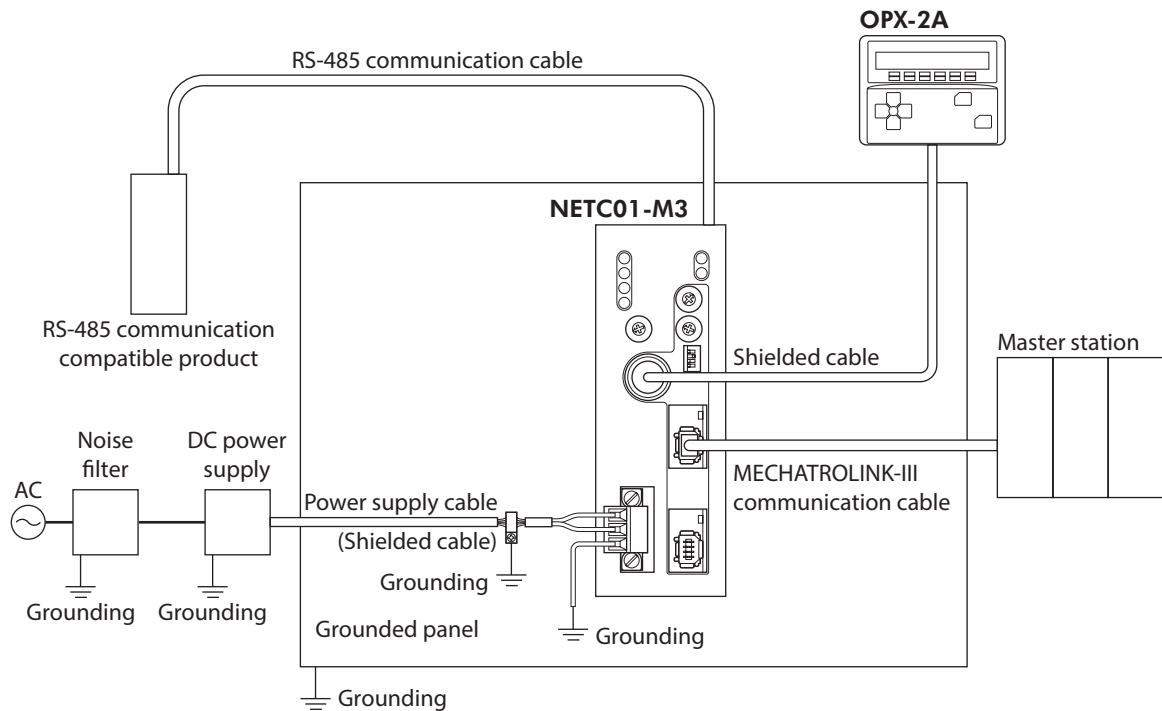 OPX-2A
RS-485 communication cable
NETC01-M3
RS-485 communication
compatible product
Shielded cable
Master station
Noise
filter
DC power
supply
AC
Power supply cable
(Shielded cable)
MECHATROLINK-III
communication cable
Grounding
Grounding
Grounding
Grounded panel
Grounding
Grounding